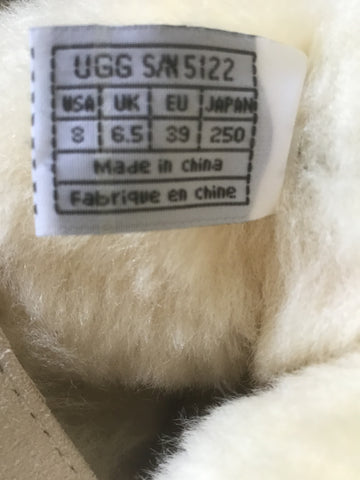 UGG S/N 5122
USA UK EU JAPAN
8 6.5 39 250
Made in china
Fabrique en chine